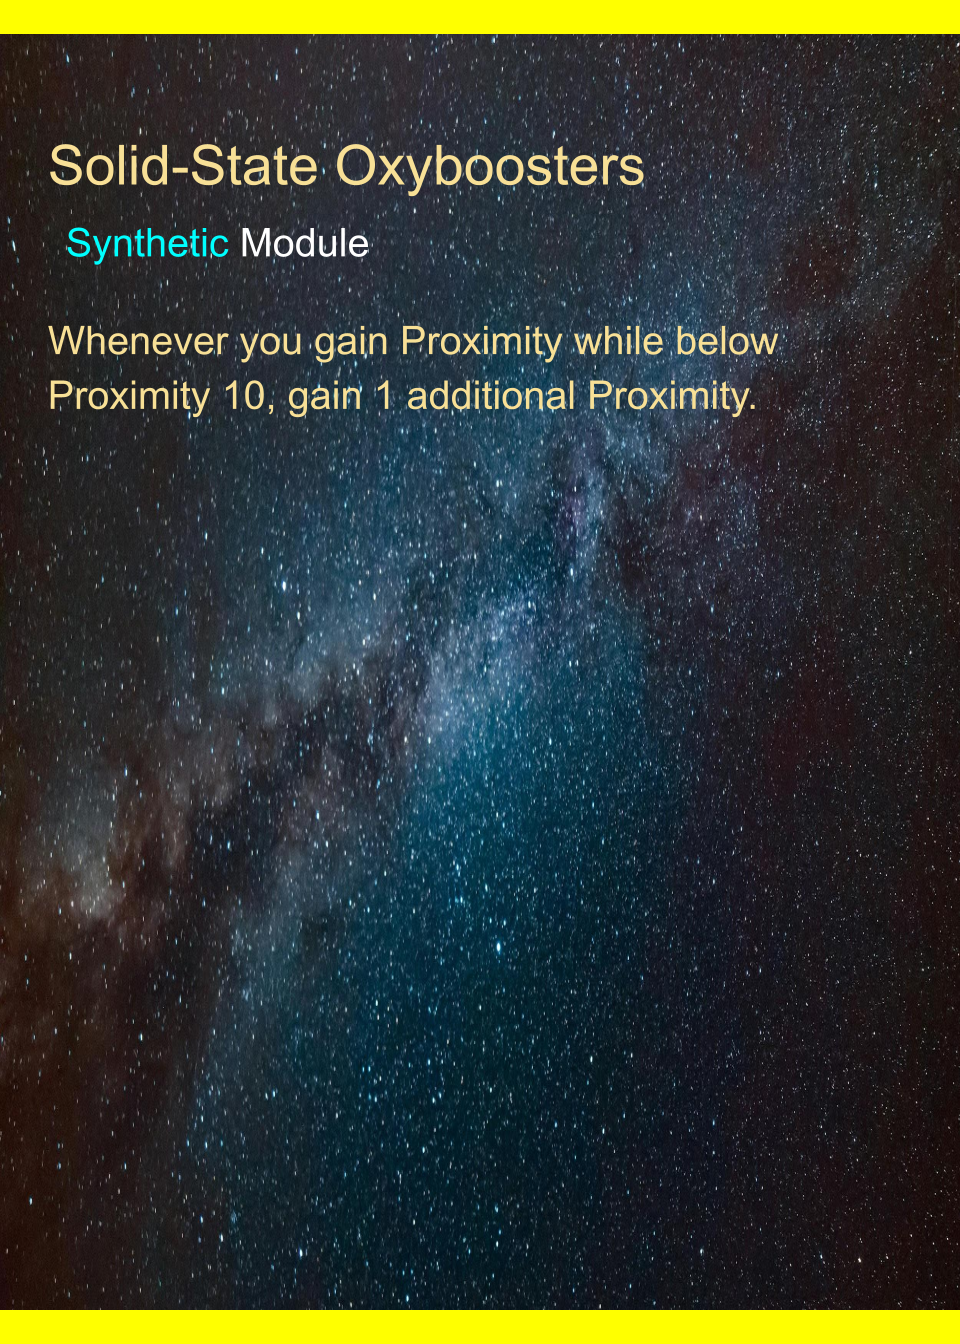 Solid-State Oxyboosters
Synthetic Module
Whenever you gain Proximity while below
Proximity 10, gain 1 additional Proximity.